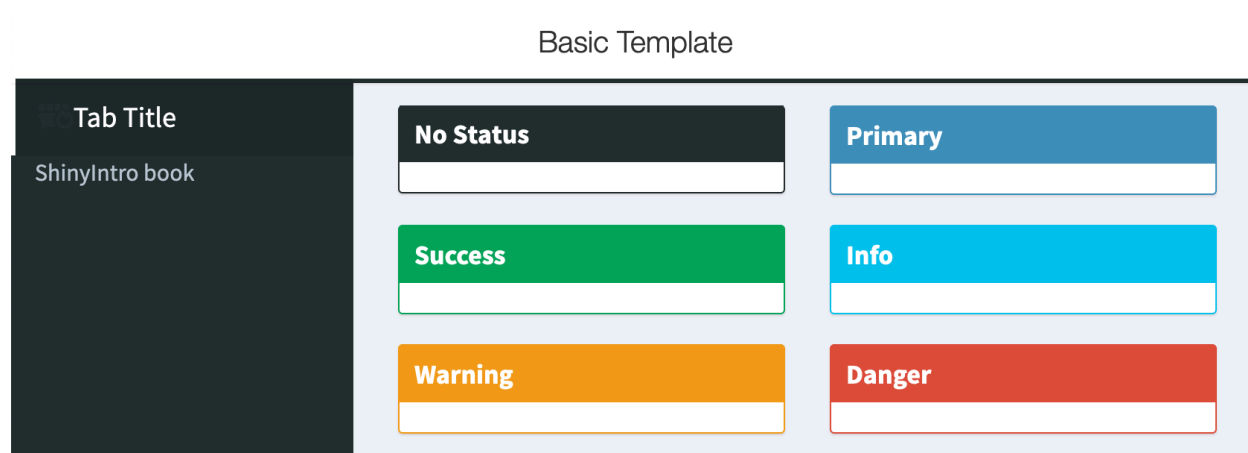 Basic Template
Tab Title
ShinyIntro book
No Status
Primary
Success
Info
Warning
Danger